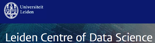 Universiteit
Leiden
Leiden Centre of Data Science